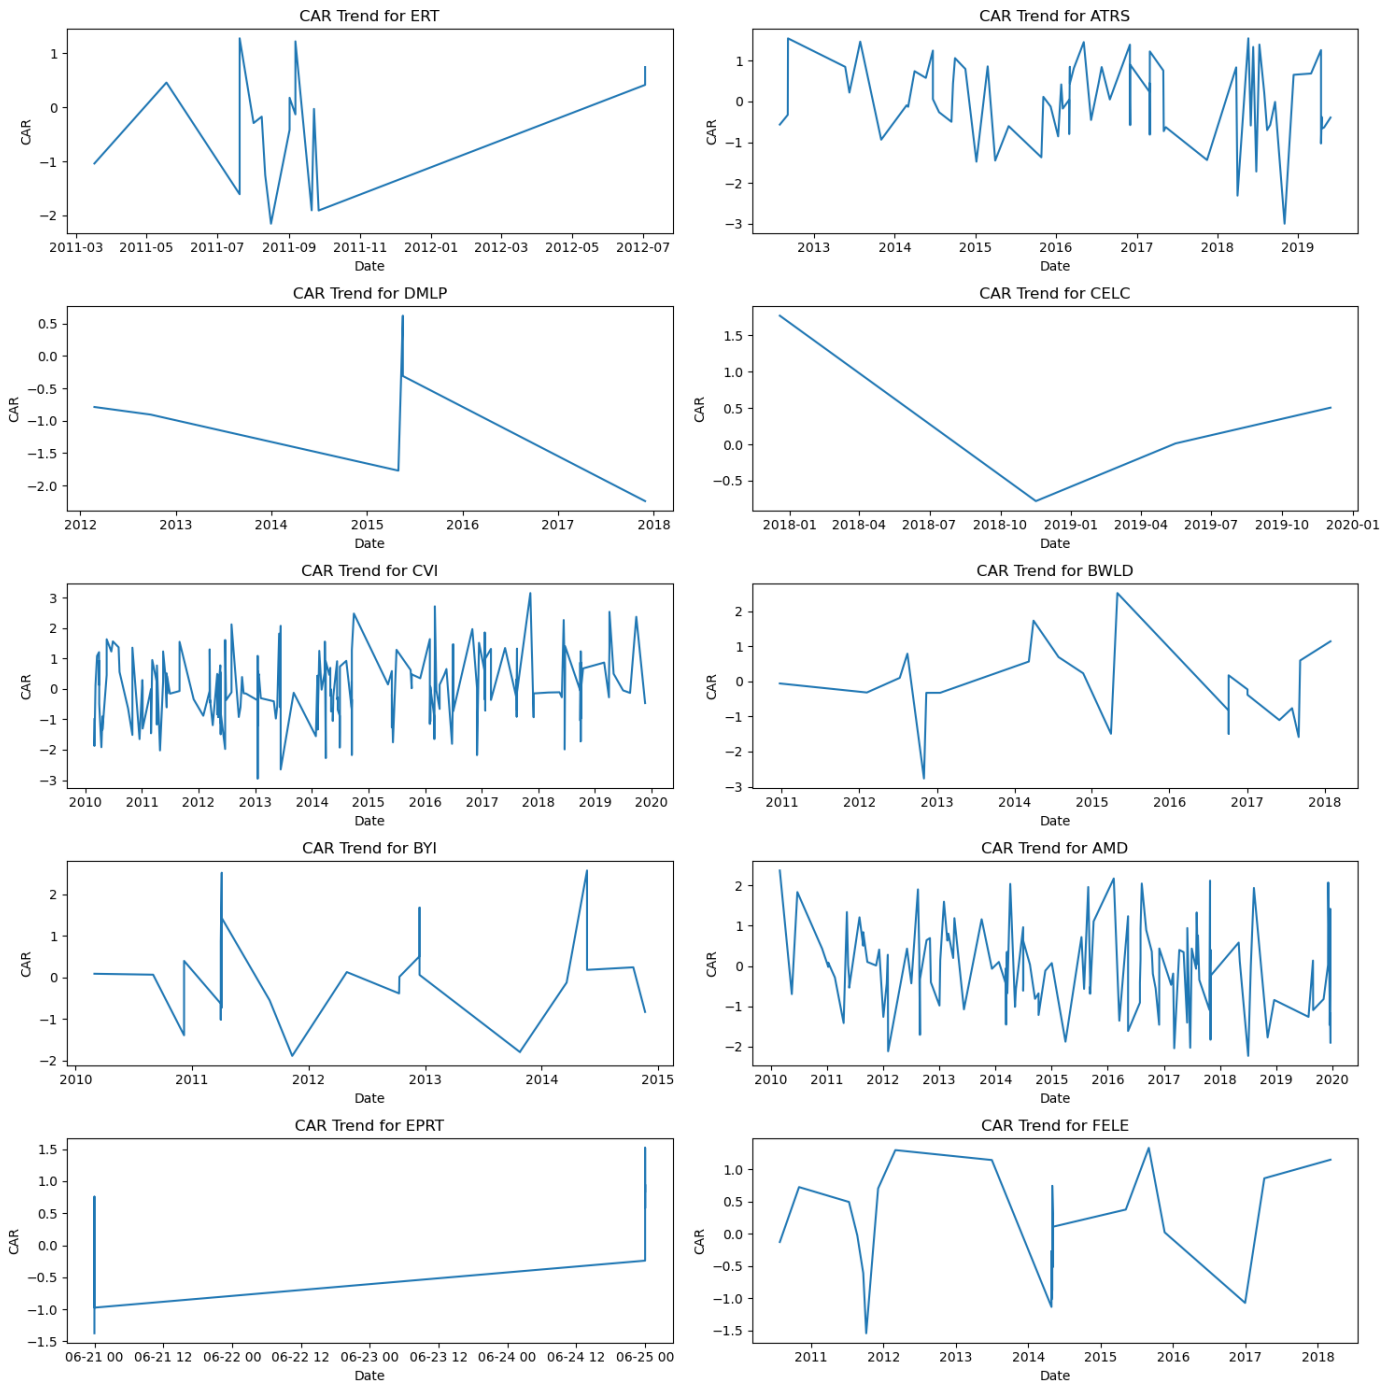 CAR Trend for ERT
CAR
1
0
−1
−2
2011-03 2011-05 2011-07 2011-09 2011-11 2012-01 2012-03 2012-05 2012-07
Date
CAR Trend for ATRS
CAR
1
0
−1
−2
−3
2013 2014 2015 2016 2017 2018 2019
Date
CAR Trend for DMLP
CAR
0.5
0.0
−0.5
−1.0
−1.5
−2.0
2012 2013 2014 2015 2016 2017 2018
Date
CAR Trend for CELC
CAR
1.5
1.0
0.5
0.0
−0.5
2018-01 2018-04 2018-07 2018-10 2019-01 2019-04 2019-07 2019-10 2020-01
Date
CAR Trend for CVI
CAR
3
2
1
0
−1
−2
−3
2010 2011 2012 2013 2014 2015 2016 2017 2018 2019 2020
Date
CAR Trend for BWLD
CAR
2
1
0
−1
−2
−3
2011 2012 2013 2014 2015 2016 2017 2018
Date
CAR Trend for BYI
CAR
2
1
0
−1
−2
2010 2011 2012 2013 2014 2015
Date
CAR Trend for AMD
CAR
2
1
0
−1
−2
2010 2011 2012 2013 2014 2015 2016 2017 2018 2019 2020
Date
CAR Trend for EPRT
CAR
1.5
1.0
0.5
0.0
−0.5
−1.0
−1.5
06-21 00 06-21 12 06-22 00 06-22 12 06-23 00 06-23 12 06-24 00 06-24 12 06-25 00
Date
CAR Trend for FELE
CAR
1.0
0.5
0.0
−0.5
−1.0
−1.5
2011 2012 2013 2014 2015 2016 2017 2018
Date